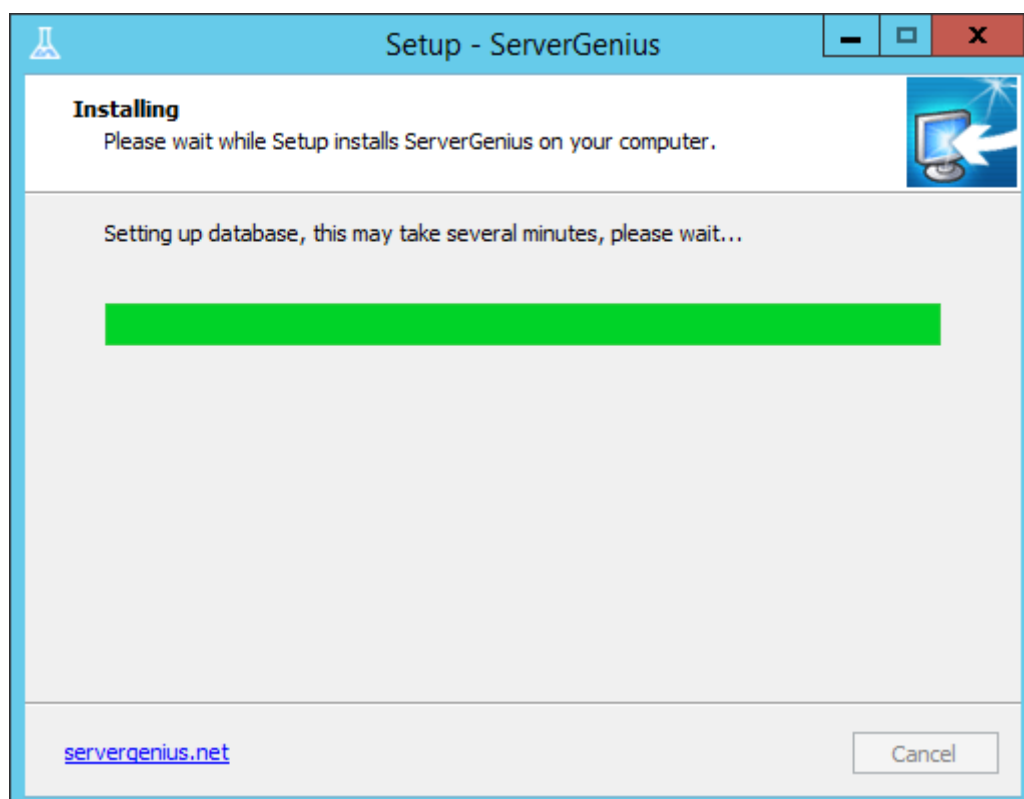 Setup - ServerGenius
Installing
Please wait while Setup installs ServerGenius on your computer.
Setting up database, this may take several minutes, please wait...
servergenius.net
Cancel